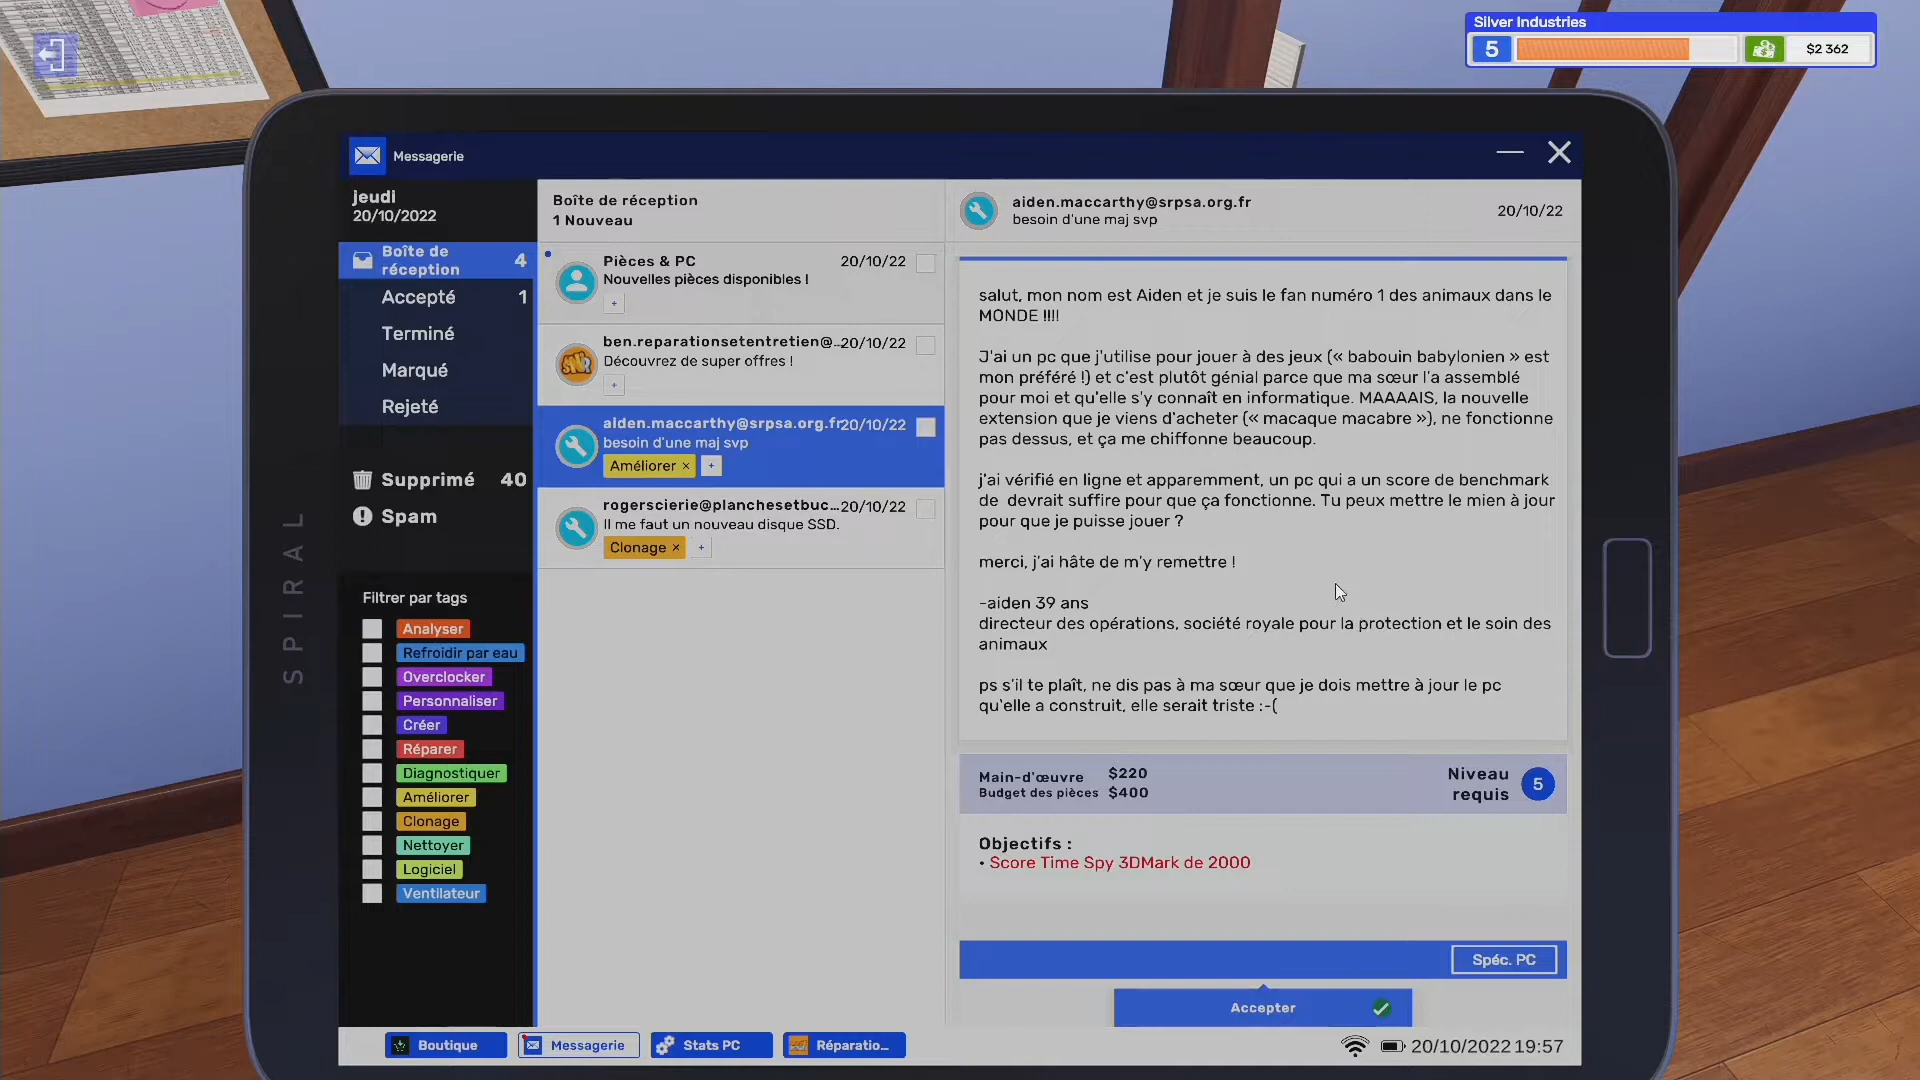 Silver Industries
5
$2 362
Messagerie
jeudi
20/10/2022
Boîte de
réception 4
Accepté 1
Terminé
Marqué
Rejeté
Supprimé 40
Spam
Filtrer par tags
Analyser
Refroidir par eau
Overclocker
Personnaliser
Créer
Réparer
Diagnostiquer
Améliorer
Clonage
Nettoyer
Logiciel
Ventilateur
SPIRAL
Boîte de réception
1 Nouveau
Pièces & PC 20/10/22
Nouvelles pièces disponibles !
+
ben.reparationsetentretien@... 20/10/22
Découvrez de super offres !
+
aiden.maccarthy@srpsa.org.fr 20/10/22
besoin d'une maj svp
Améliorer × +
rogerscierie@planchesetbuc... 20/10/22
Il me faut un nouveau disque SSD.
Clonage × +
aiden.maccarthy@srpsa.org.fr
besoin d'une maj svp
20/10/22
salut, mon nom est Aiden et je suis le fan numéro 1 des animaux dans le
MONDE !!!!
J'ai un pc que j'utilise pour jouer à des jeux (« babouin babylonien » est
mon préféré !) et c'est plutôt génial parce que ma sœur l'a assemblé
pour moi et qu'elle s'y connaît en informatique. MAAAAIS, la nouvelle
extension que je viens d'acheter (« macaque macabre »), ne fonctionne
pas dessus, et ça me chiffonne beaucoup.
j'ai vérifié en ligne et apparemment, un pc qui a un score de benchmark
de  devrait suffire pour que ça fonctionne. Tu peux mettre le mien à jour
pour que je puisse jouer ?
merci, j'ai hâte de m'y remettre !
-aiden 39 ans
directeur des opérations, société royale pour la protection et le soin des
animaux
ps s'il te plaît, ne dis pas à ma sœur que je dois mettre à jour le pc
qu'elle a construit, elle serait triste :-(
Main-d'œuvre $220
Budget des pièces $400
Niveau
requis 5
Objectifs :
• Score Time Spy 3DMark de 2000
Spéc. PC
Accepter
Boutique
Messagerie
Stats PC
Réparatio...
20/10/2022 19:57